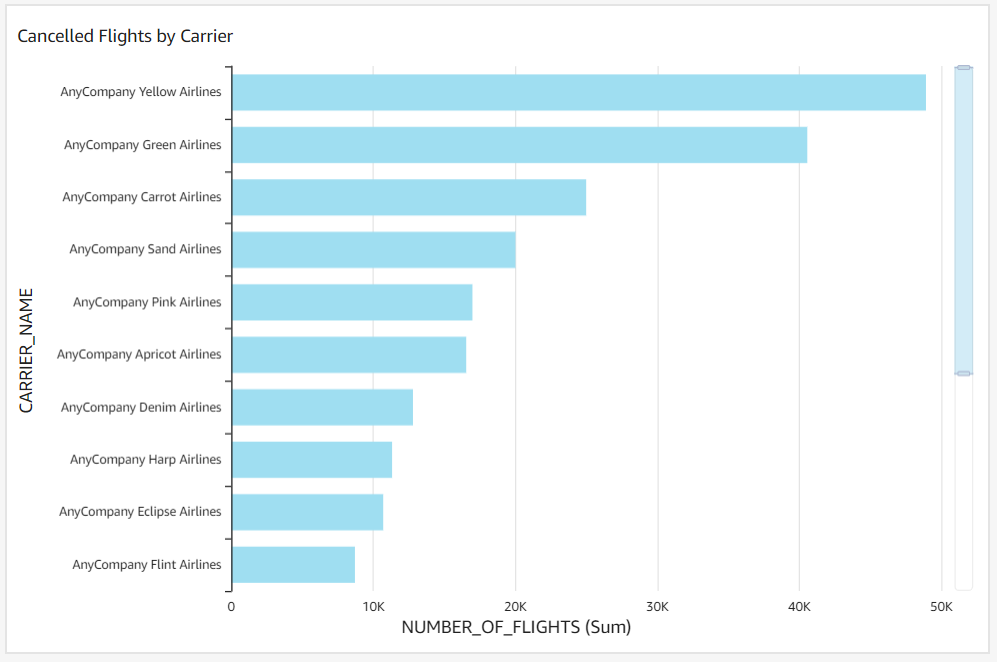 Cancelled Flights by Carrier
CARRIER_NAME
AnyCompany Yellow Airlines
AnyCompany Green Airlines
AnyCompany Carrot Airlines
AnyCompany Sand Airlines
AnyCompany Pink Airlines
AnyCompany Apricot Airlines
AnyCompany Denim Airlines
AnyCompany Harp Airlines
AnyCompany Eclipse Airlines
AnyCompany Flint Airlines
0 10K 20K 30K 40K 50K
NUMBER_OF_FLIGHTS (Sum)